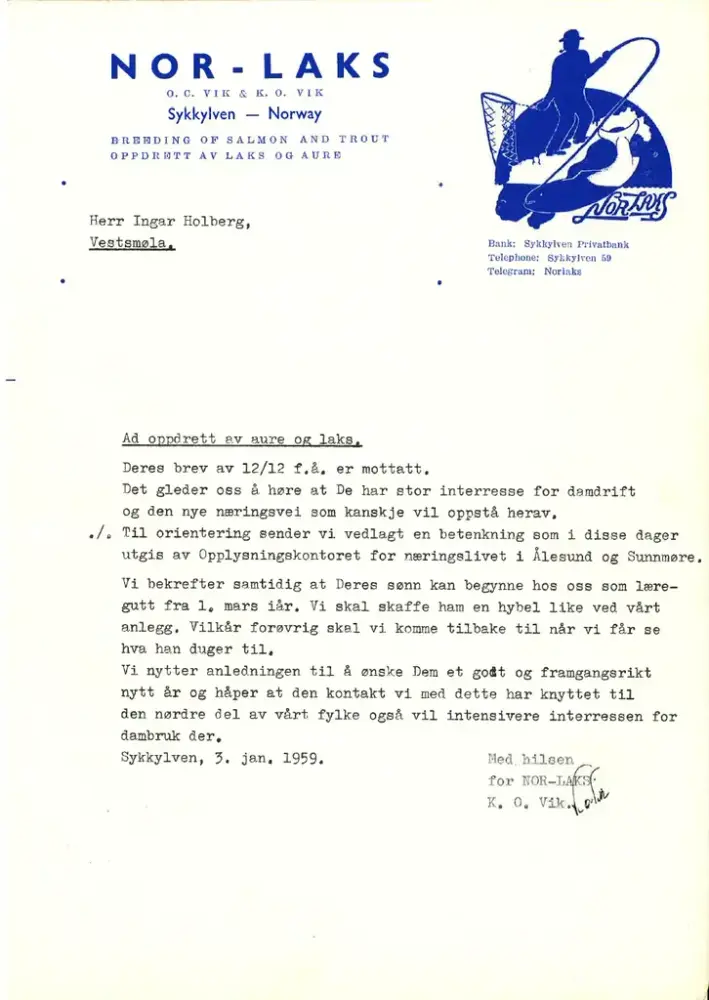 NOR-LAKS
O. C. VIK & K. O. VIK
Sykkylven — Norway
BREEDING OF SALMON AND TROUT
OPPDRETT AV LAKS OG AURE
NORLAKS
Herr Ingar Holberg,
Vestsmøla.
Bank: Sykkylven Privatbank
Telephone: Sykkylven 59
Telegram: Norlaks
Ad oppdrett av aure og laks.
Deres brev av 12/12 f.å. er mottatt.
Det gleder oss å høre at De har stor interresse for damdrift
og den nye næringsvei som kanskje vil oppstå herav.
./. Til orientering sender vi vedlagt en betenkning som i disse dager
utgis av Opplysningskontoret for næringslivet i Ålesund og Sunnmøre.
Vi bekrefter samtidig at Deres sønn kan begynne hos oss som lære-
gutt fra 1. mars iår. Vi skal skaffe ham en hybel like ved vårt
anlegg. Vilkår forøvrig skal vi komme tilbake til når vi får se
hva han duger til.
Vi nytter anledningen til å ønske Dem et godt og framgangsrikt
nytt år og håper at den kontakt vi med dette har knyttet til
den nørdre del av vårt fylke også vil intensivere interressen for
dambruk der.
Sykkylven, 3. jan. 1959.
Med hilsen
for NOR-LAKS
K. O. Vik.